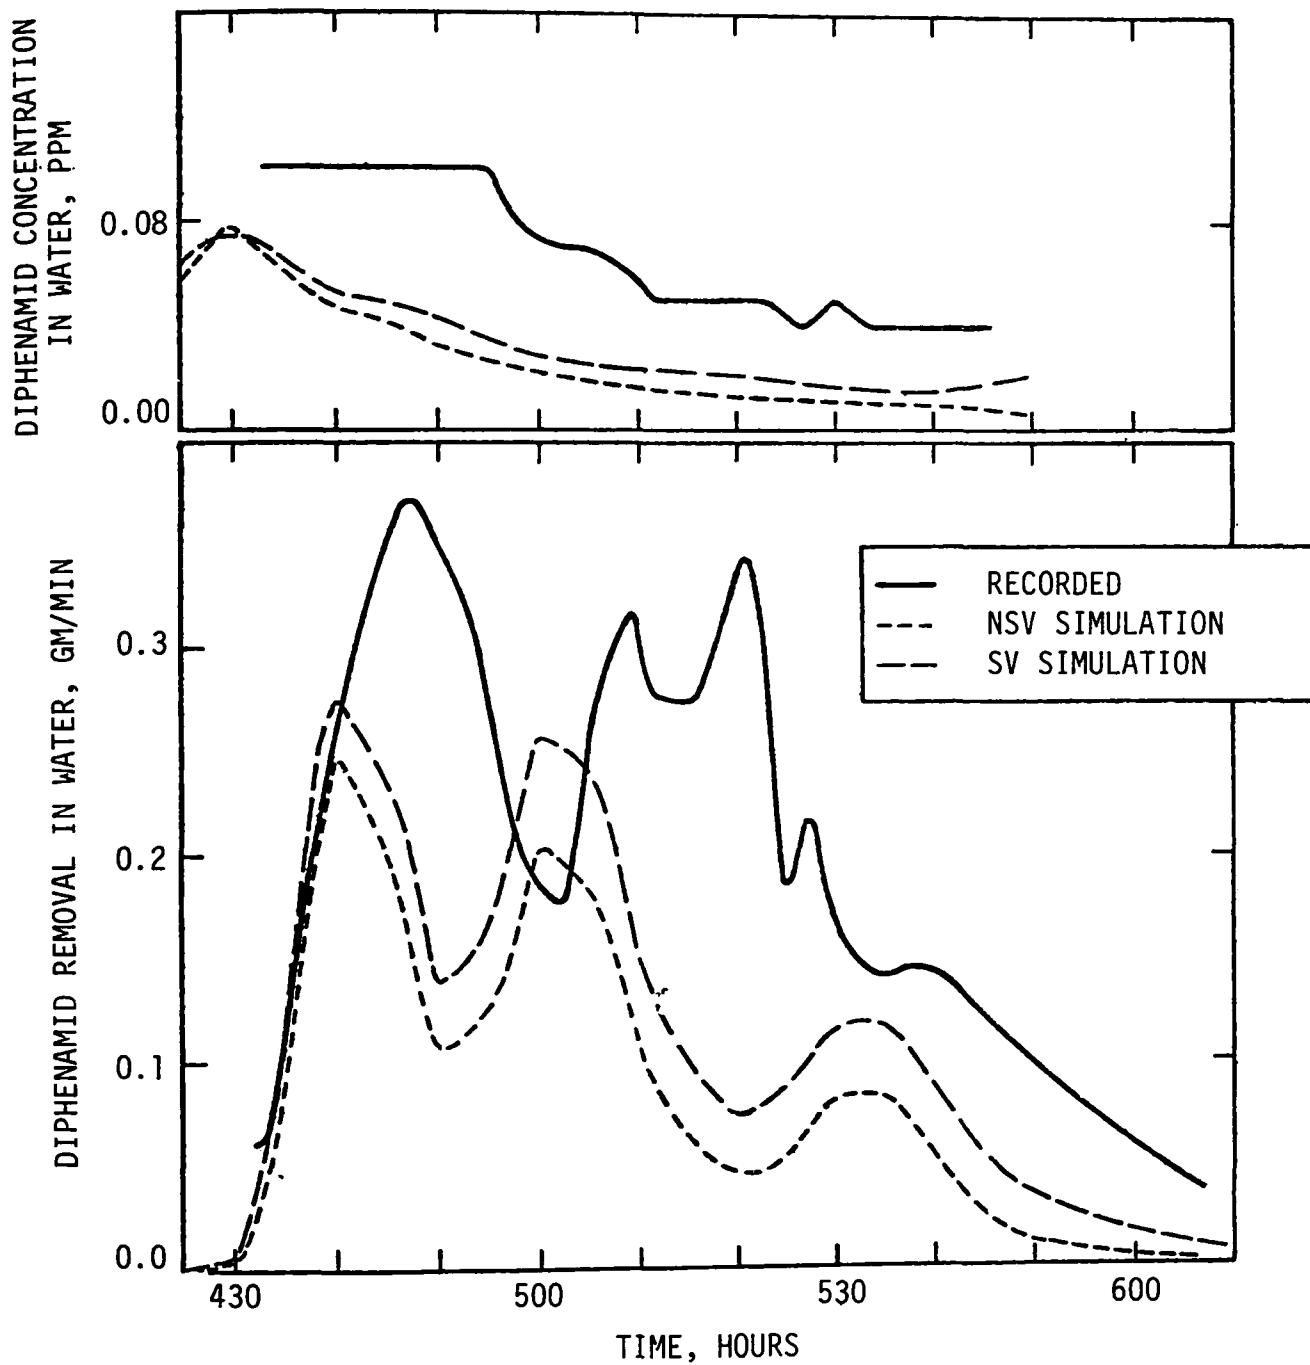 DIPHENAMID CONCENTRATION
IN WATER, PPM
0.08
0.00
DIPHENAMID REMOVAL IN WATER, GM/MIN
0.3
0.2
0.1
0.0
RECORDED
NSV SIMULATION
SV SIMULATION
430
500
530
600
TIME, HOURS